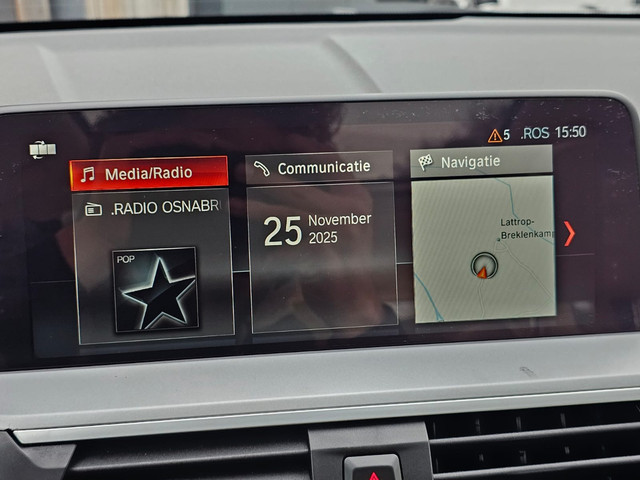 5 .ROS 15:50
Media/Radio
.RADIO OSNABR
POP
Communicatie
25 November
2025
Navigatie
Lattrop-
Breklenkamp